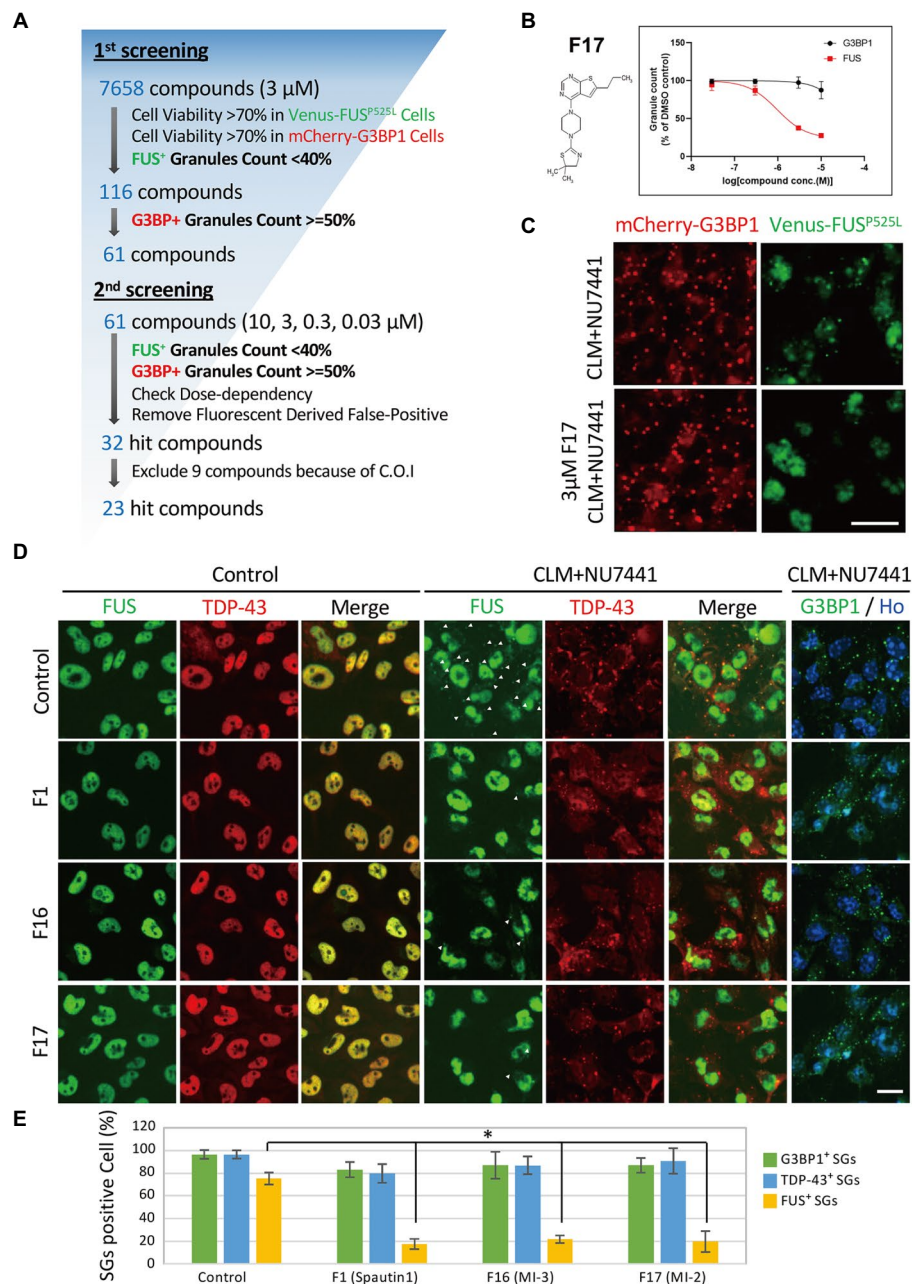 A
1st screening
7658 compounds (3 µM)
Cell Viability >70% in Venus-FUSP525L Cells
Cell Viability >70% in mCherry-G3BP1 Cells
FUS+ Granules Count <40%
116 compounds
G3BP+ Granules Count >=50%
61 compounds
2nd screening
61 compounds (10, 3, 0.3, 0.03 µM)
FUS+ Granules Count <40%
G3BP+ Granules Count >=50%
Check Dose-dependency
Remove Fluorescent Derived False-Positive
32 hit compounds
Exclude 9 compounds because of C.O.I
23 hit compounds
B
F17
N
N
S
CH3
N
N
S
N
H3C
CH3
Granule count
(% of DMSO control)
150
100
50
0
-8
-7
-6
-5
-4
log[compound conc.(M)]
G3BP1
FUS
C
mCherry-G3BP1
Venus-FUSP525L
CLM+NU7441
3µM F17
CLM+NU7441
D
Control
CLM+NU7441
CLM+NU7441
FUS
TDP-43
Merge
FUS
TDP-43
Merge
G3BP1 / Ho
Control
F1
F16
F17
E
SGs positive Cell (%)
120
100
80
60
40
20
0
*
Control
F1 (Spautin1)
F16 (MI-3)
F17 (MI-2)
G3BP1+ SGs
TDP-43+ SGs
FUS+ SGs